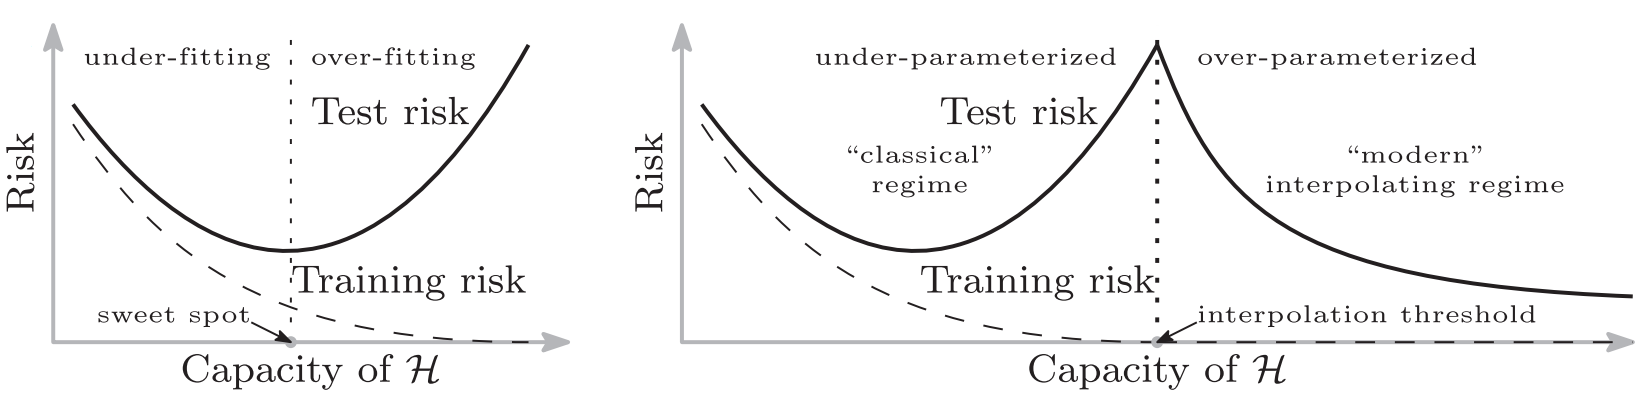 under-fitting
over-fitting
Test risk
Risk
Training risk
sweet spot
Capacity of ℋ
under-parameterized
over-parameterized
Test risk
“classical”
regime
“modern”
interpolating regime
Risk
Training risk
interpolation threshold
Capacity of ℋ